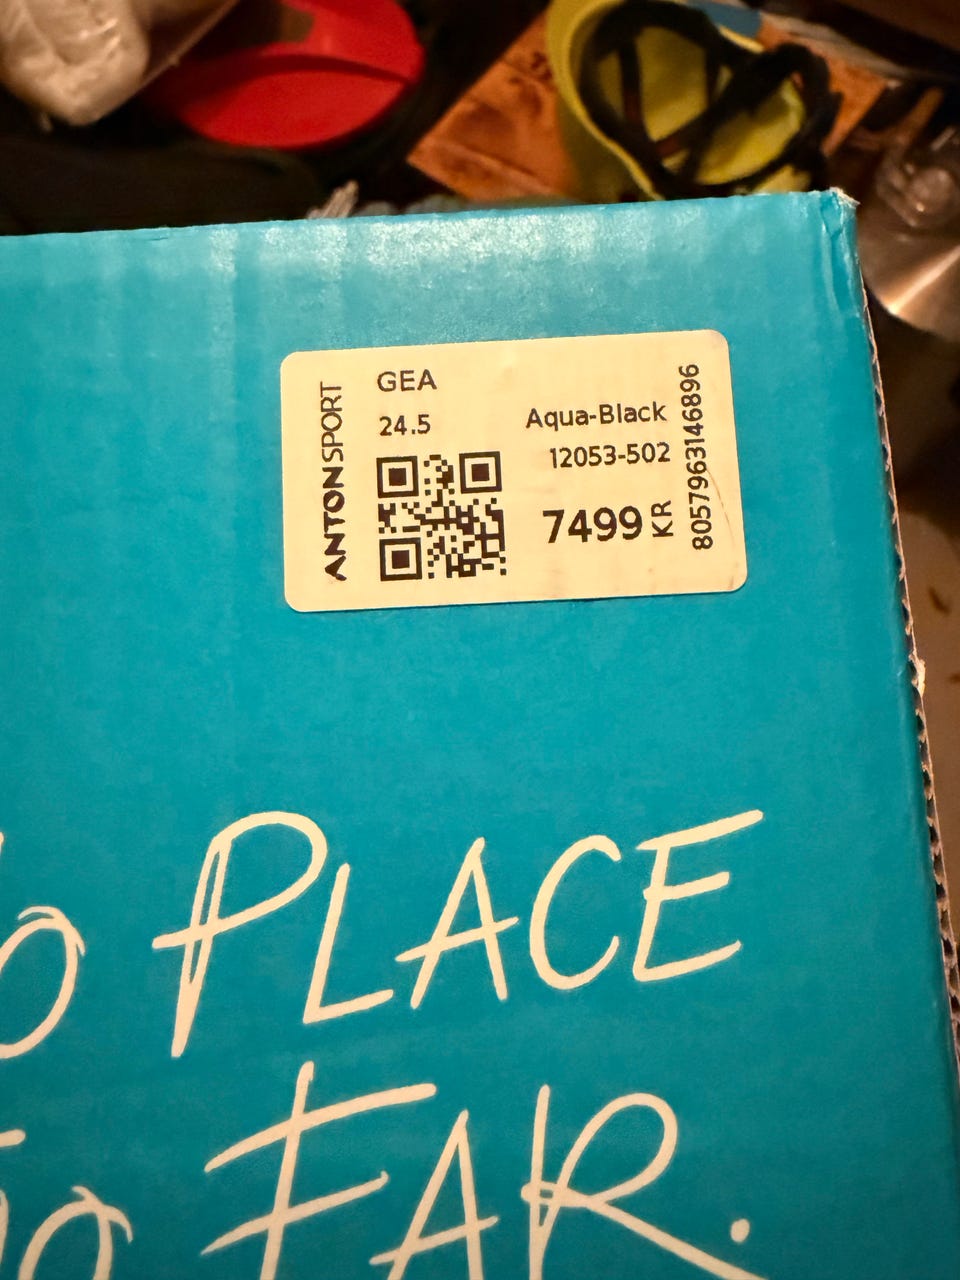 ANTONSPORT
GEA
24.5
Aqua-Black
12053-502
7499 KR
8057963146896
PLACE
FAR.